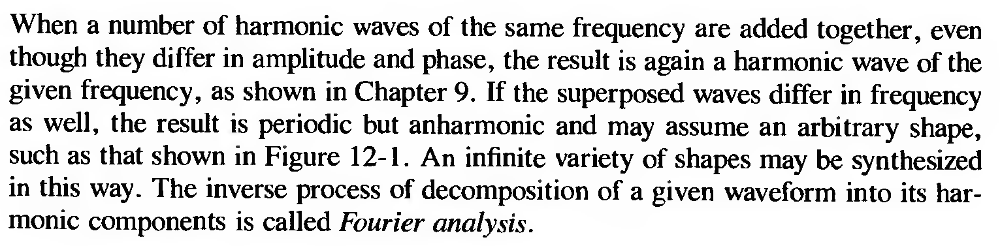 When a number of harmonic waves of the same frequency are added together, even
though they differ in amplitude and phase, the result is again a harmonic wave of the
given frequency, as shown in Chapter 9. If the superposed waves differ in frequency
as well, the result is periodic but anharmonic and may assume an arbitrary shape,
such as that shown in Figure 12-1. An infinite variety of shapes may be synthesized
in this way. The inverse process of decomposition of a given waveform into its har-
monic components is called Fourier analysis.